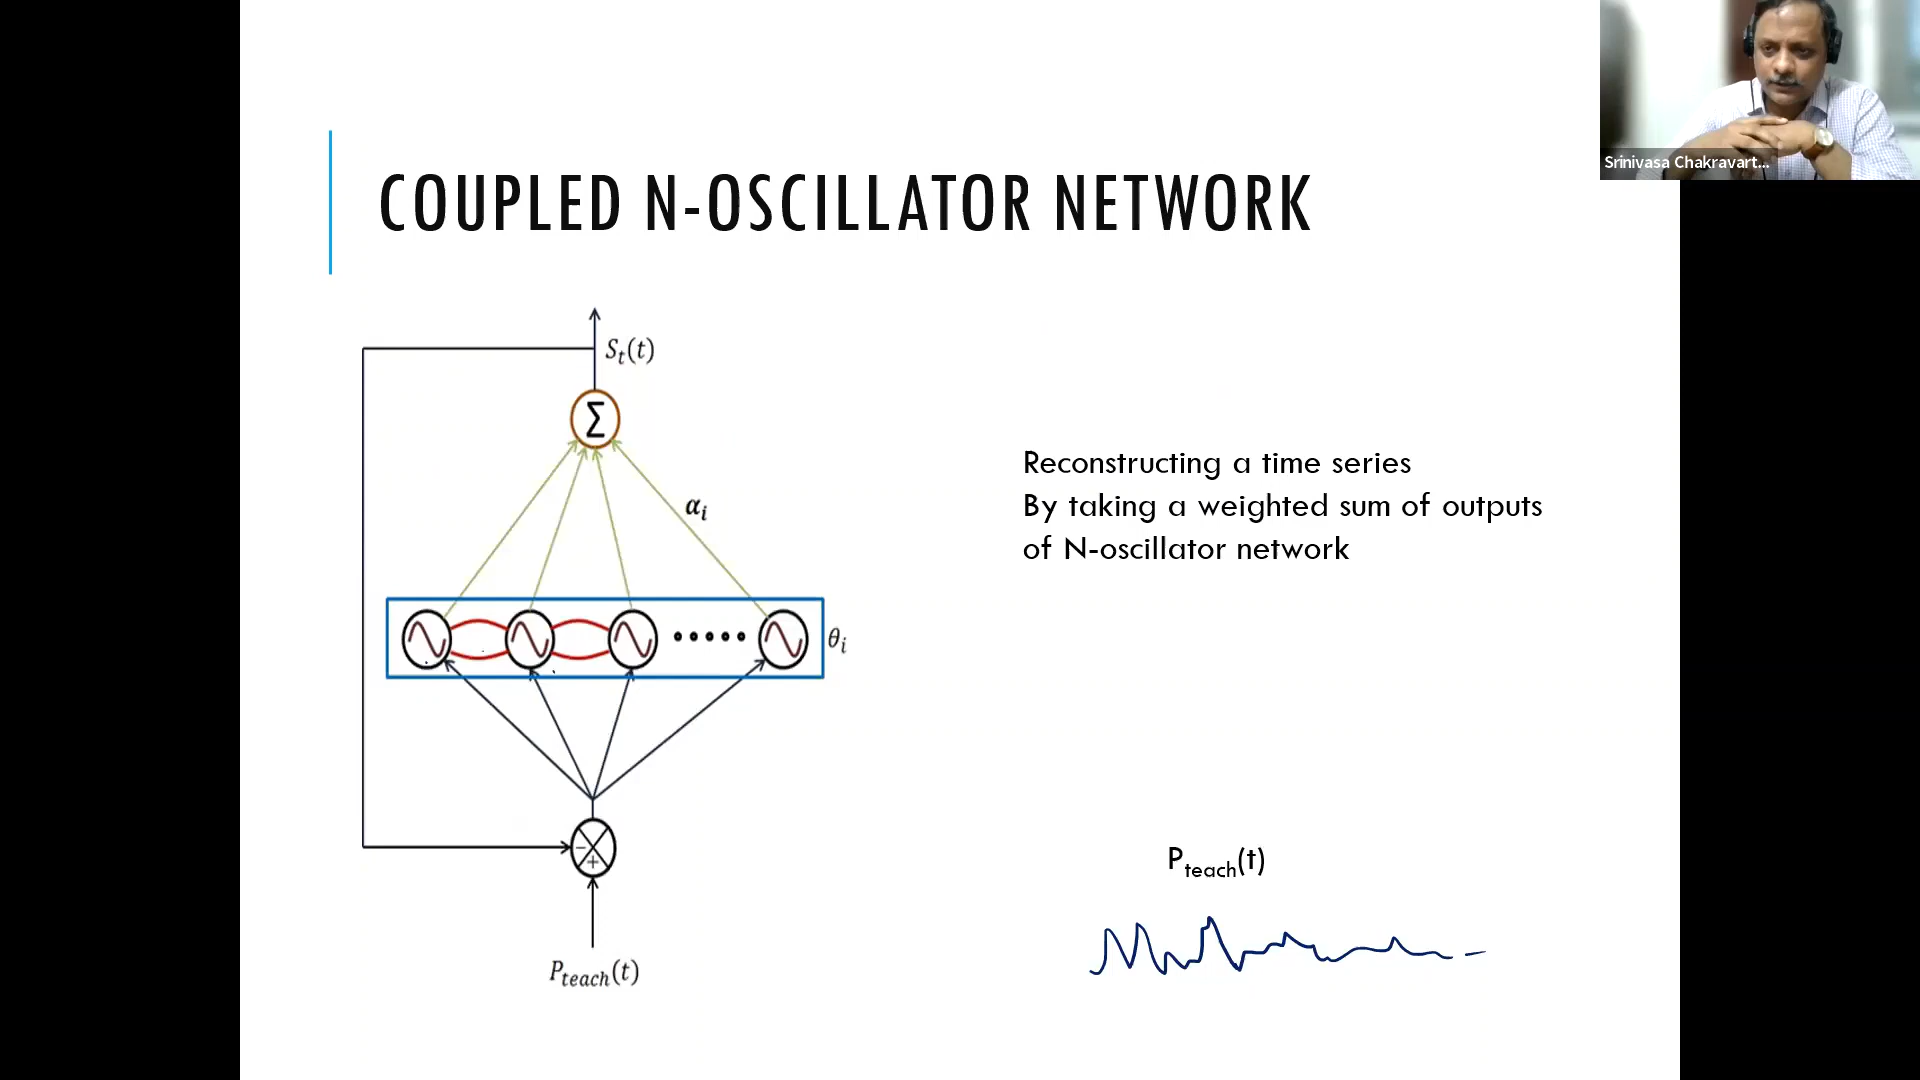 Srinivasa Chakravart...
COUPLED N-OSCILLATOR NETWORK
S_t(t)
Σ
α_i
θ_i
Reconstructing a time series
By taking a weighted sum of outputs
of N-oscillator network
− +
P_teach(t)
P_teach(t)